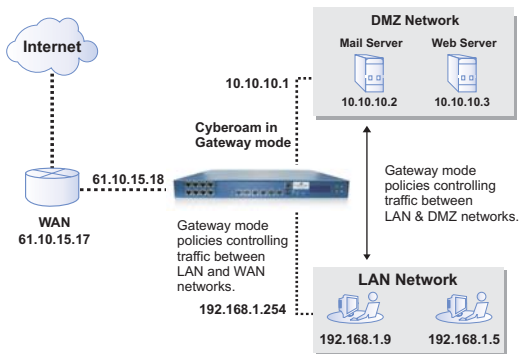 DMZ Network
Mail Server
Web Server
10.10.10.2
10.10.10.3
Internet
10.10.10.1
Cyberoam in
Gateway mode
61.10.15.18
WAN
61.10.15.17
Gateway mode
policies controlling
traffic between
LAN & DMZ networks.
Gateway mode
policies controlling
traffic between
LAN and WAN
networks.
192.168.1.254
LAN Network
192.168.1.9
192.168.1.5